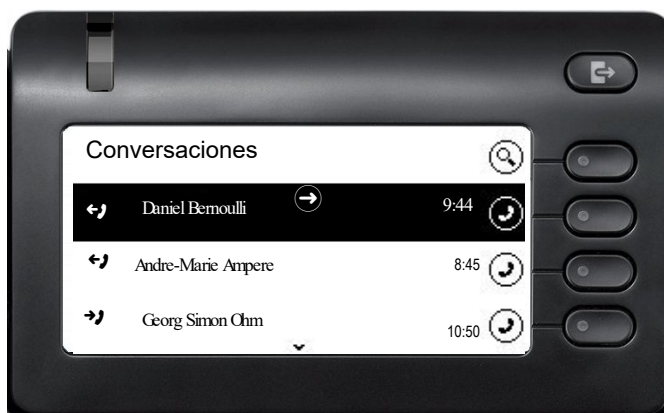 Conversaciones
Daniel Bernoulli 9:44
Andre-Marie Ampere 8:45
Georg Simon Ohm 10:50